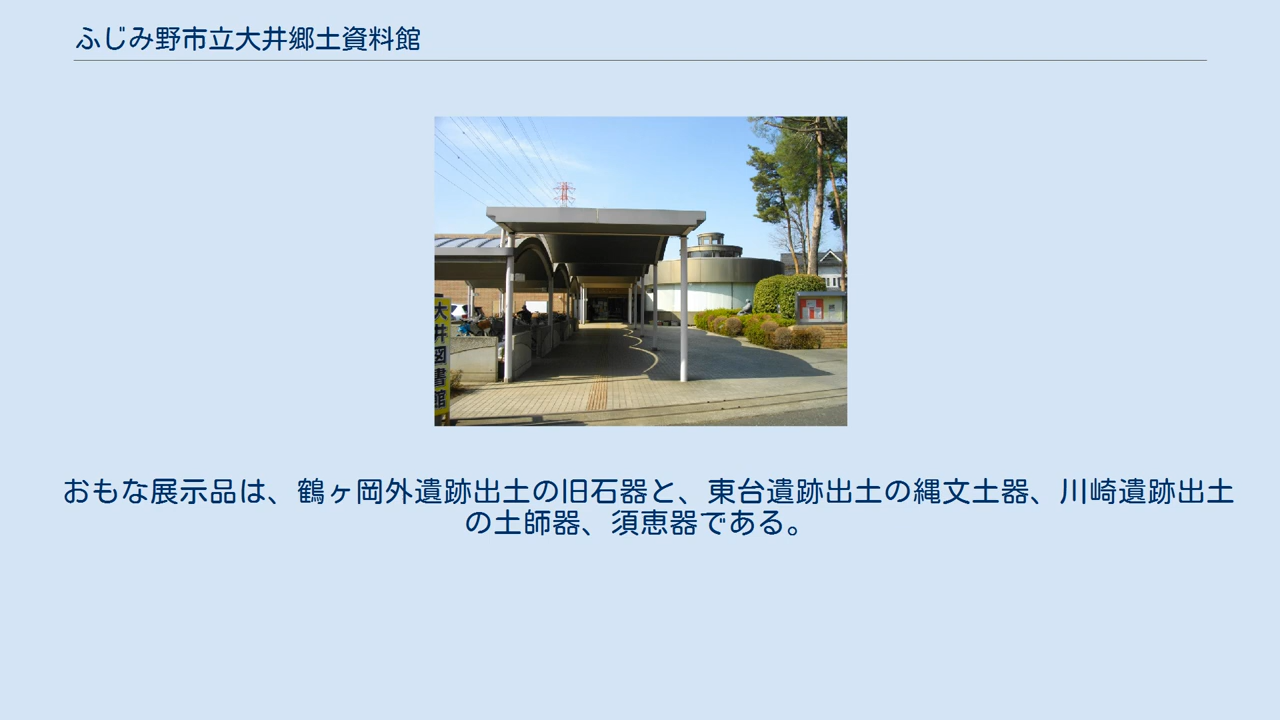 ふじみ野市立大井郷土資料館
大井図書館
おもな展示品は、鶴ヶ岡外遺跡出土の旧石器と、東台遺跡出土の縄文土器、川崎遺跡出土
の土師器、須恵器である。